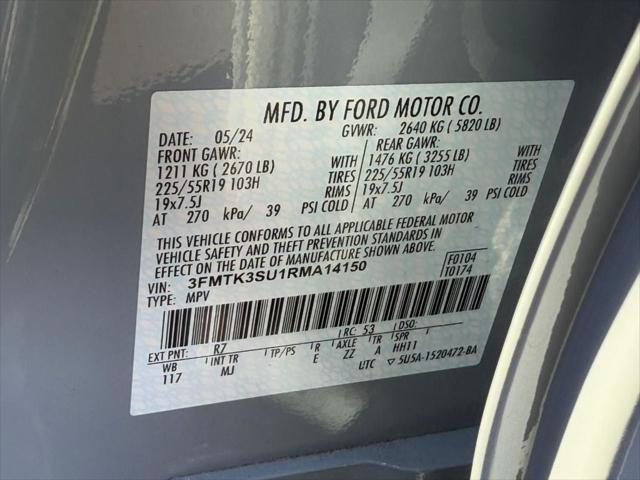 MFD. BY FORD MOTOR CO.
DATE: 05/24 GVWR: 2640 KG ( 5820 LB)
FRONT GAWR: REAR GAWR:
1211 KG ( 2670 LB) WITH 1476 KG ( 3255 LB) WITH
225/55R19 103H TIRES 225/55R19 103H TIRES
19x7.5J RIMS 19x7.5J RIMS
AT 270 kPa/ 39 PSI COLD AT 270 kPa/ 39 PSI COLD
THIS VEHICLE CONFORMS TO ALL APPLICABLE FEDERAL MOTOR
VEHICLE SAFETY AND THEFT PREVENTION STANDARDS IN
EFFECT ON THE DATE OF MANUFACTURE SHOWN ABOVE.
VIN: 3FMTK3SU1RMA14150 F0104
TYPE: MPV T0174
EXT PNT: R7 RC: 53 DSO:
WB INT TR TP/PS R AXLE TR SPR
117 MJ E ZZ A HH11
UTC ▽ 5U5A-1520472-BA